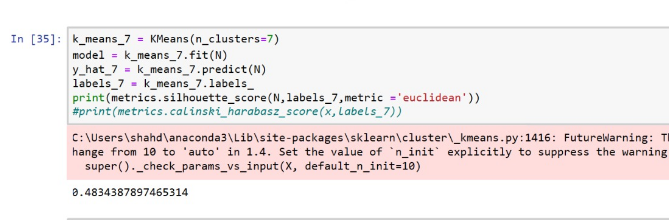 In [35]: k_means_7 = KMeans(n_clusters=7)
model = k_means_7.fit(N)
y_hat_7 = k_means_7.predict(N)
labels_7 = k_means_7.labels_
print(metrics.silhouette_score(N,labels_7,metric ='euclidean'))
#print(metrics.calinski_harabasz_score(x,labels_7))
C:\Users\shahd\anaconda3\Lib\site-packages\sklearn\cluster\_kmeans.py:1416: FutureWarning:
hange from 10 to 'auto' in 1.4. Set the value of `n_init` explicitly to suppress the warning
super()._check_params_vs_input(X, default_n_init=10)
0.4834387897465314